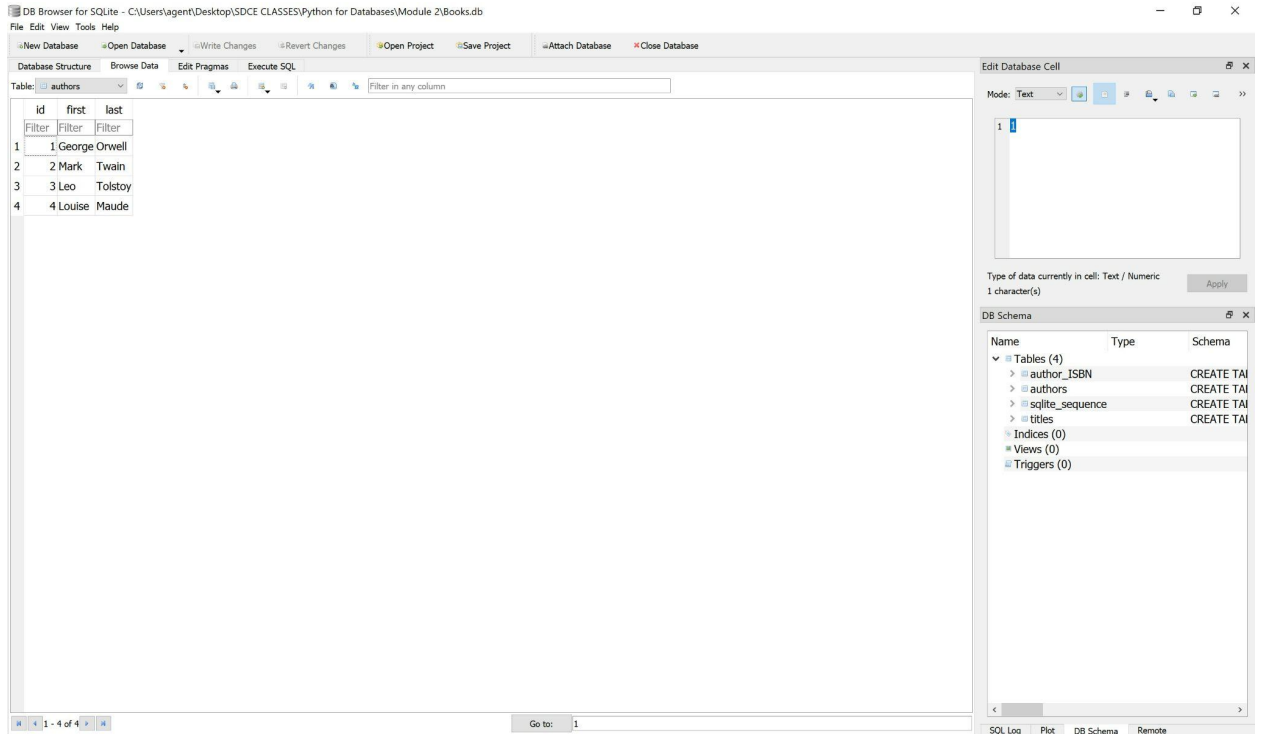 DB Browser for SQLite - C:\Users\agent\Desktop\SDCE CLASSES\Python for Databases\Module 2\Books.db
File Edit View Tools Help
New Database Open Database Write Changes Revert Changes Open Project Save Project Attach Database Close Database
Database Structure Browse Data Edit Pragmas Execute SQL
Table: authors Filter in any column
id first last
Filter Filter Filter
1 1 George Orwell
2 2 Mark Twain
3 3 Leo Tolstoy
4 4 Louise Maude
1 - 4 of 4 Go to: 1
Edit Database Cell
Mode: Text
1 1
Type of data currently in cell: Text / Numeric
1 character(s) Apply
DB Schema
Name Type Schema
Tables (4)
author_ISBN CREATE TAI
authors CREATE TAI
sqlite_sequence CREATE TAI
titles CREATE TAI
Indices (0)
Views (0)
Triggers (0)
SQL Log Plot DB Schema Remote